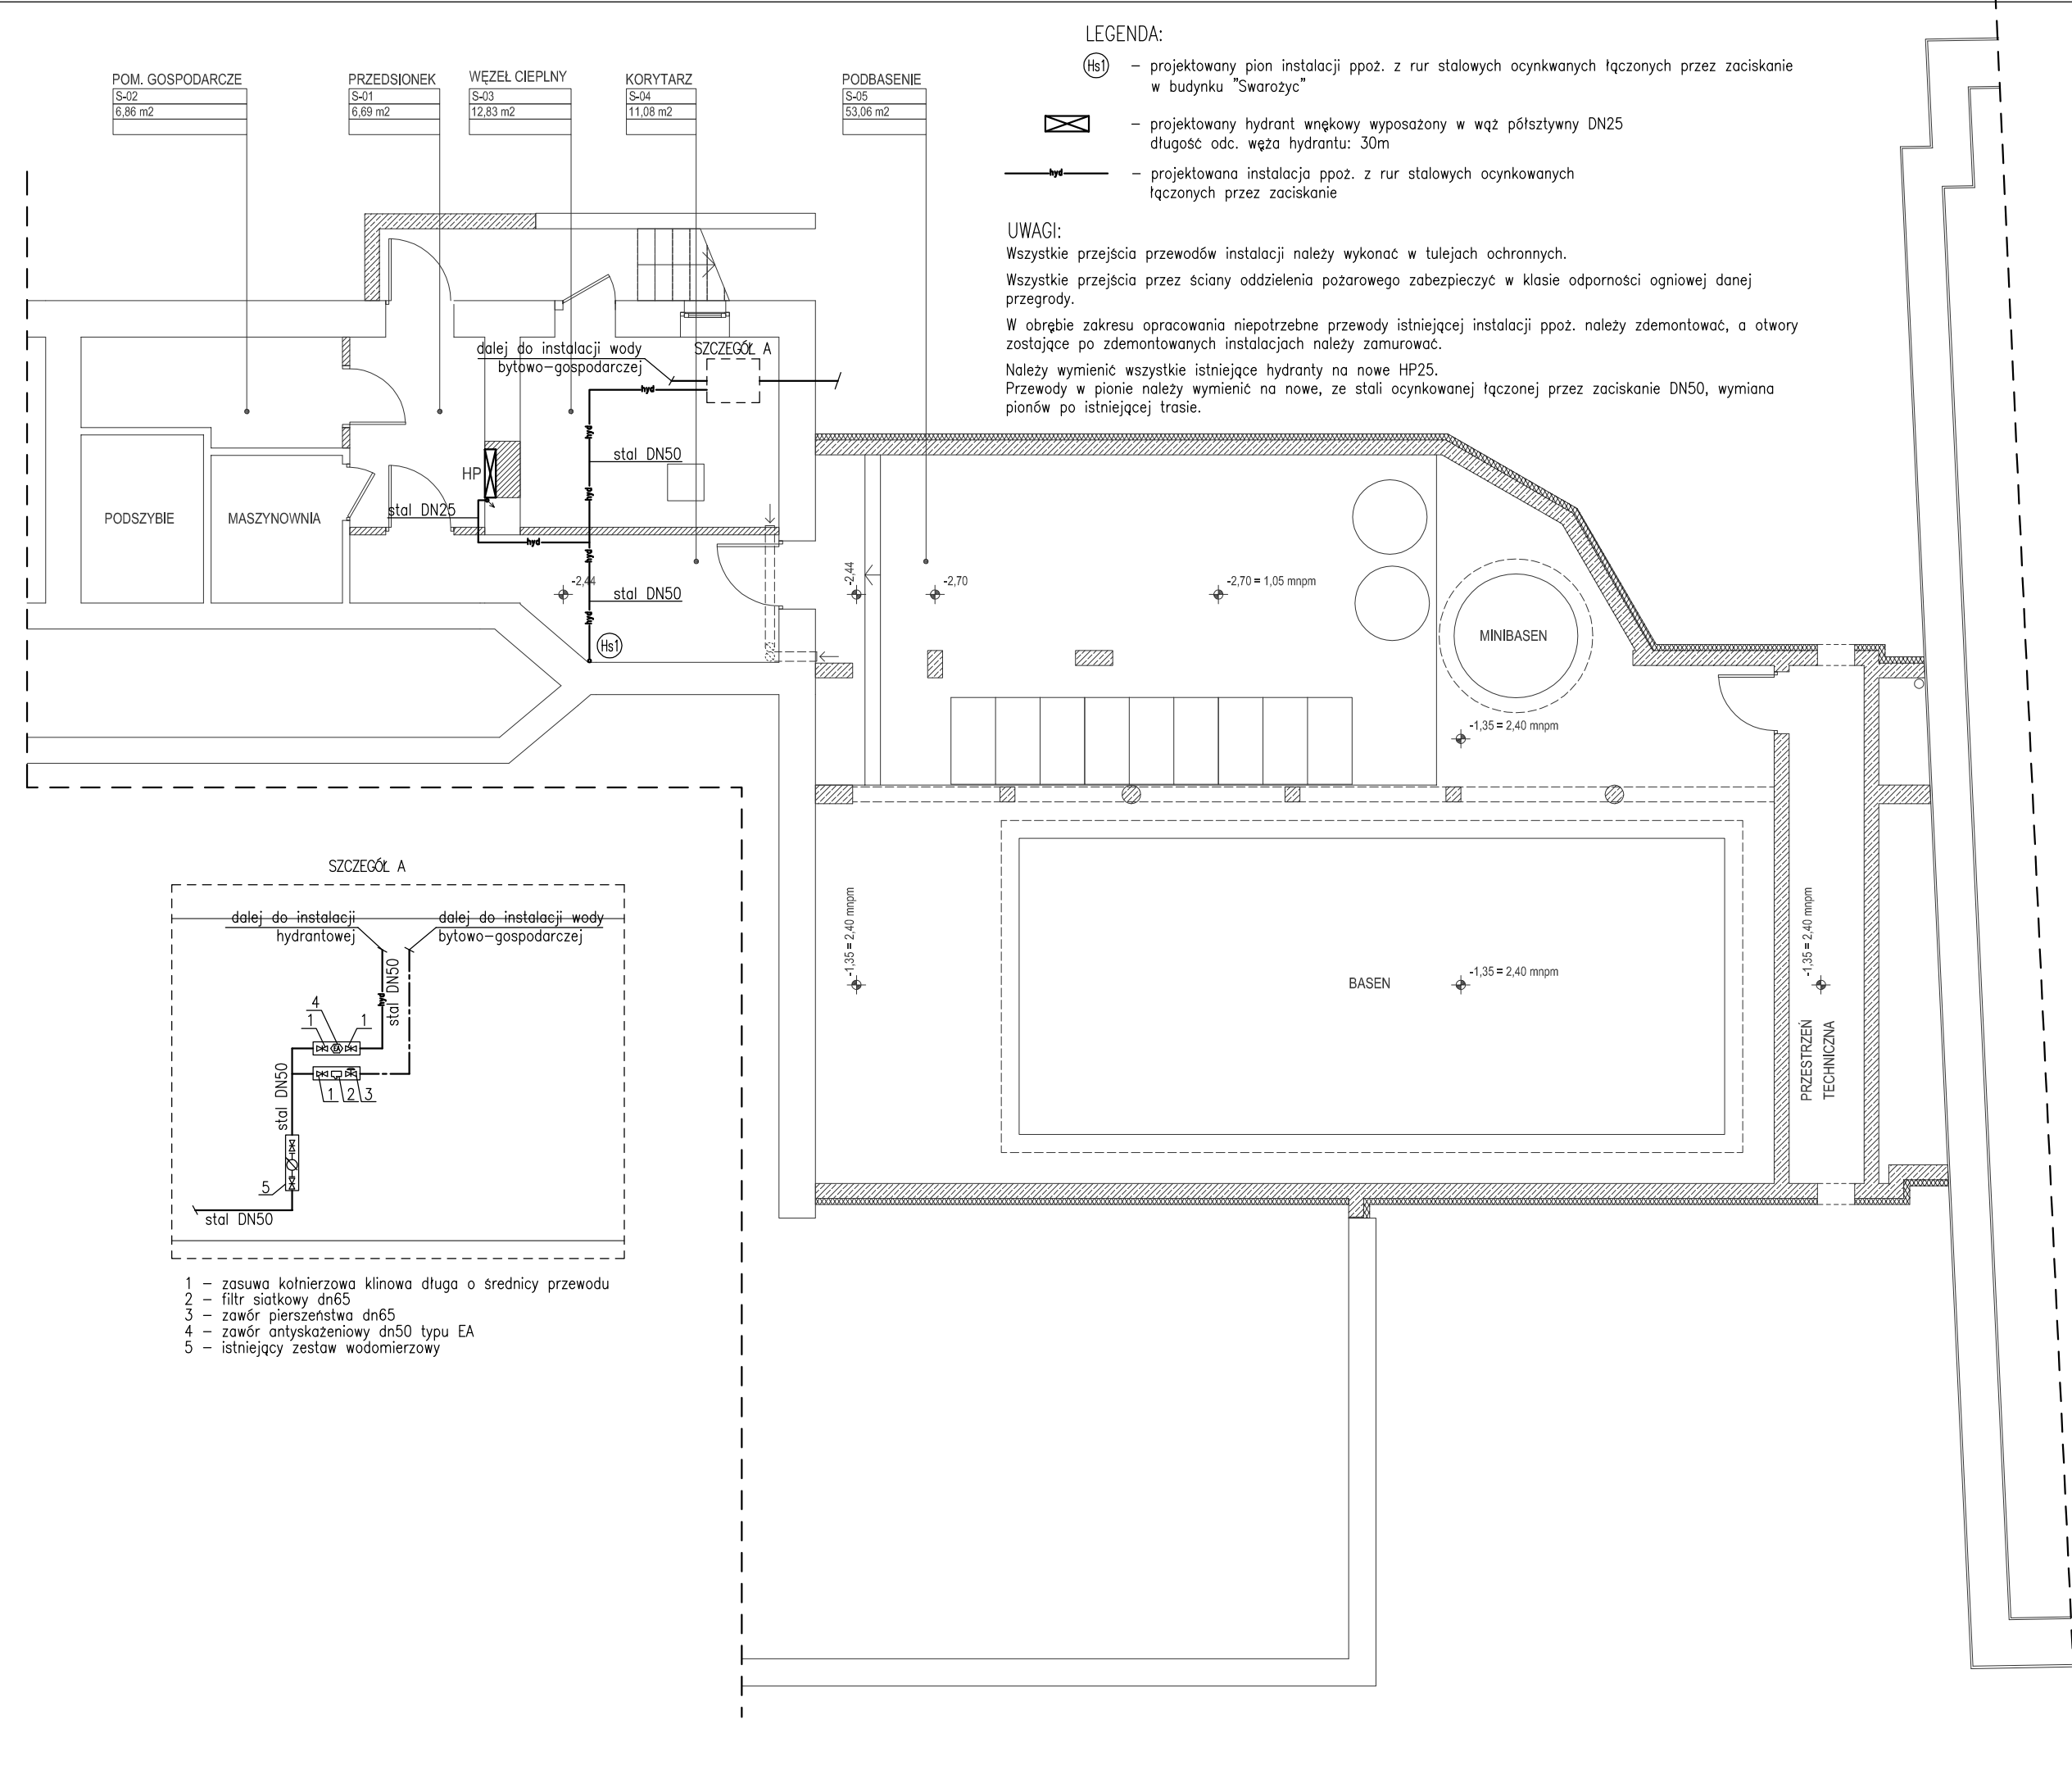 LEGENDA:
Hs1 – projektowany pion instalacji ppoż. z rur stalowych ocynkwanych łączonych przez zaciskanie
w budynku "Swarożyc"
– projektowany hydrant wnękowy wyposażony w wąż półsztywny DN25
długość odc. węża hydrantu: 30m
hyd – projektowana instalacja ppoż. z rur stalowych ocynkowanych
łączonych przez zaciskanie
UWAGI:
Wszystkie przejścia przewodów instalacji należy wykonać w tulejach ochronnych.
Wszystkie przejścia przez ściany oddzielenia pożarowego zabezpieczyć w klasie odporności ogniowej danej
przegrody.
W obrębie zakresu opracowania niepotrzebne przewody istniejącej instalacji ppoż. należy zdemontować, a otwory
zostające po zdemontowanych instalacjach należy zamurować.
Należy wymienić wszystkie istniejące hydranty na nowe HP25.
Przewody w pionie należy wymienić na nowe, ze stali ocynkowanej łączonej przez zaciskanie DN50, wymiana
pionów po istniejącej trasie.
POM. GOSPODARCZE
S-02
6,86 m2
PRZEDSIONEK
S-01
6,69 m2
WĘZEŁ CIEPLNY
S-03
12,83 m2
KORYTARZ
S-04
11,08 m2
PODBASENIE
S-05
53,06 m2
dalej do instalacji wody
bytowo-gospodarczej
SZCZEGÓŁ A
hyd
hyd
stal DN50
HP
hyd
stal DN25
PODSZYBIE
MASZYNOWNIA
hyd
hyd
-2,44
stal DN50
hyd
Hs1
-2,44
-2,70
-2,70 = 1,05 mnpm
MINIBASEN
-1,35 = 2,40 mnpm
-1,35 = 2,40 mnpm
BASEN
-1,35 = 2,40 mnpm
-1,35 = 2,40 mnpm
PRZESTRZEŃ
TECHNICZNA
SZCZEGÓŁ A
dalej do instalacji
hydrantowej
dalej do instalacji wody
bytowo-gospodarczej
hyd
stal DN50
4
1
1
EA
1
2
3
stal DN50
5
stal DN50
1 – zasuwa kołnierzowa klinowa długa o średnicy przewodu
2 – filtr siatkowy dn65
3 – zawór pierszeństwa dn65
4 – zawór antyskażeniowy dn50 typu EA
5 – istniejący zestaw wodomierzowy